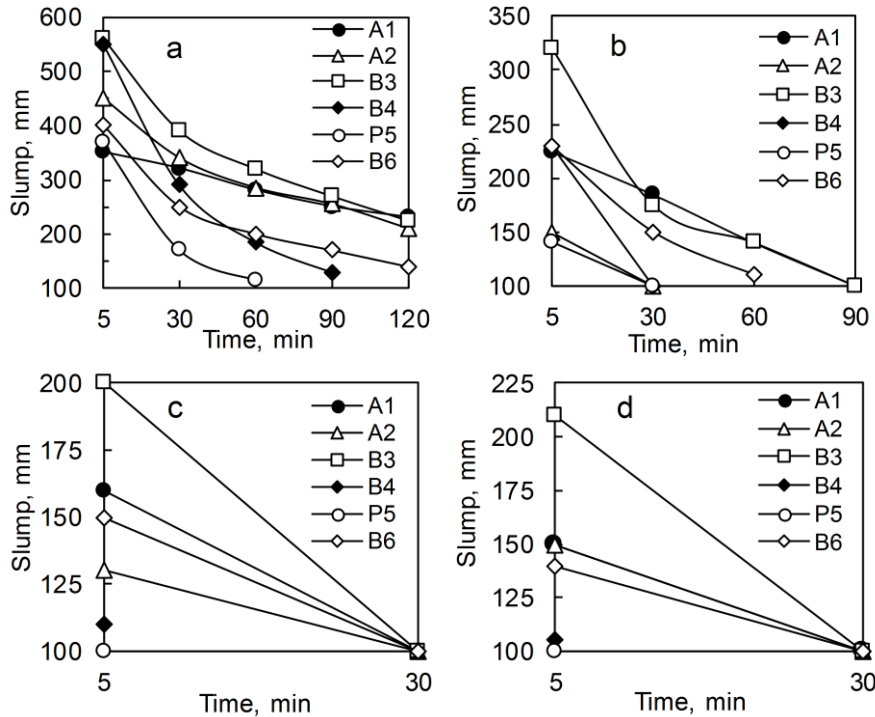 600
500
400
300
200
100
Slump, mm
a
A1
A2
B3
B4
P5
B6
5 30 60 90 120
Time, min
350
300
250
200
150
100
Slump, mm
b
A1
A2
B3
B4
P5
B6
5 30 60 90
Time, min
200
175
150
125
100
Slump, mm
c
A1
A2
B3
B4
P5
B6
5 30
Time, min
225
200
175
150
125
100
Slump, mm
d
A1
A2
B3
B4
P5
B6
5 30
Time, min